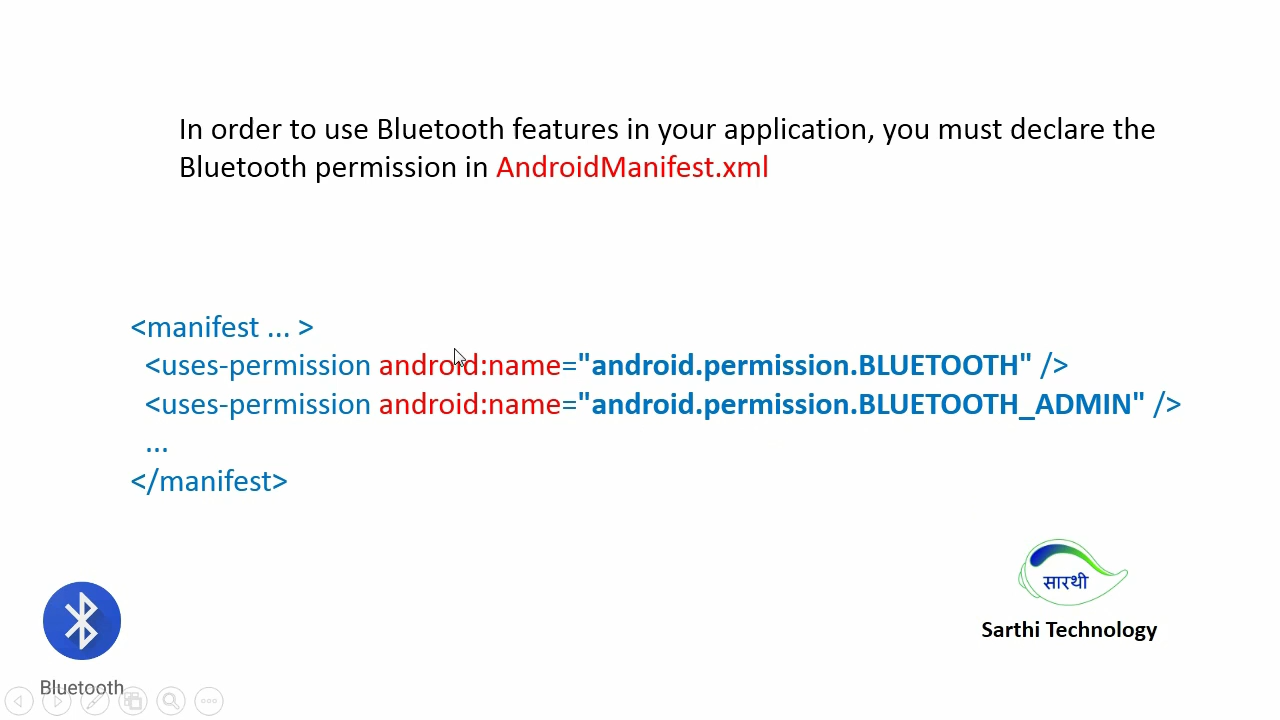 In order to use Bluetooth features in your application, you must declare the
Bluetooth permission in AndroidManifest.xml
<manifest ... >
<uses-permission android:name="android.permission.BLUETOOTH" />
<uses-permission android:name="android.permission.BLUETOOTH_ADMIN" />
...
</manifest>
सारथी
Sarthi Technology
Bluetooth